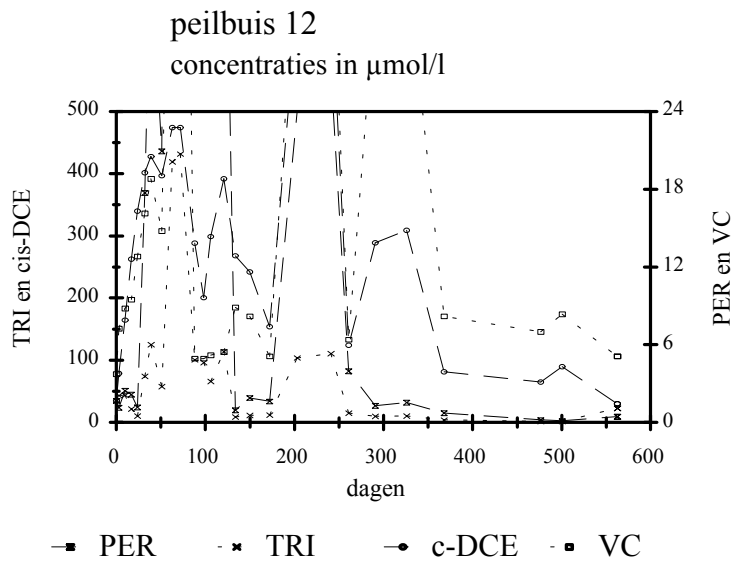 peilbuis 12
concentraties in µmol/l
TRI en cis-DCE
500
400
300
200
100
0
PER en VC
24
18
12
6
0
0 100 200 300 400 500 600
dagen
PER TRI c-DCE VC